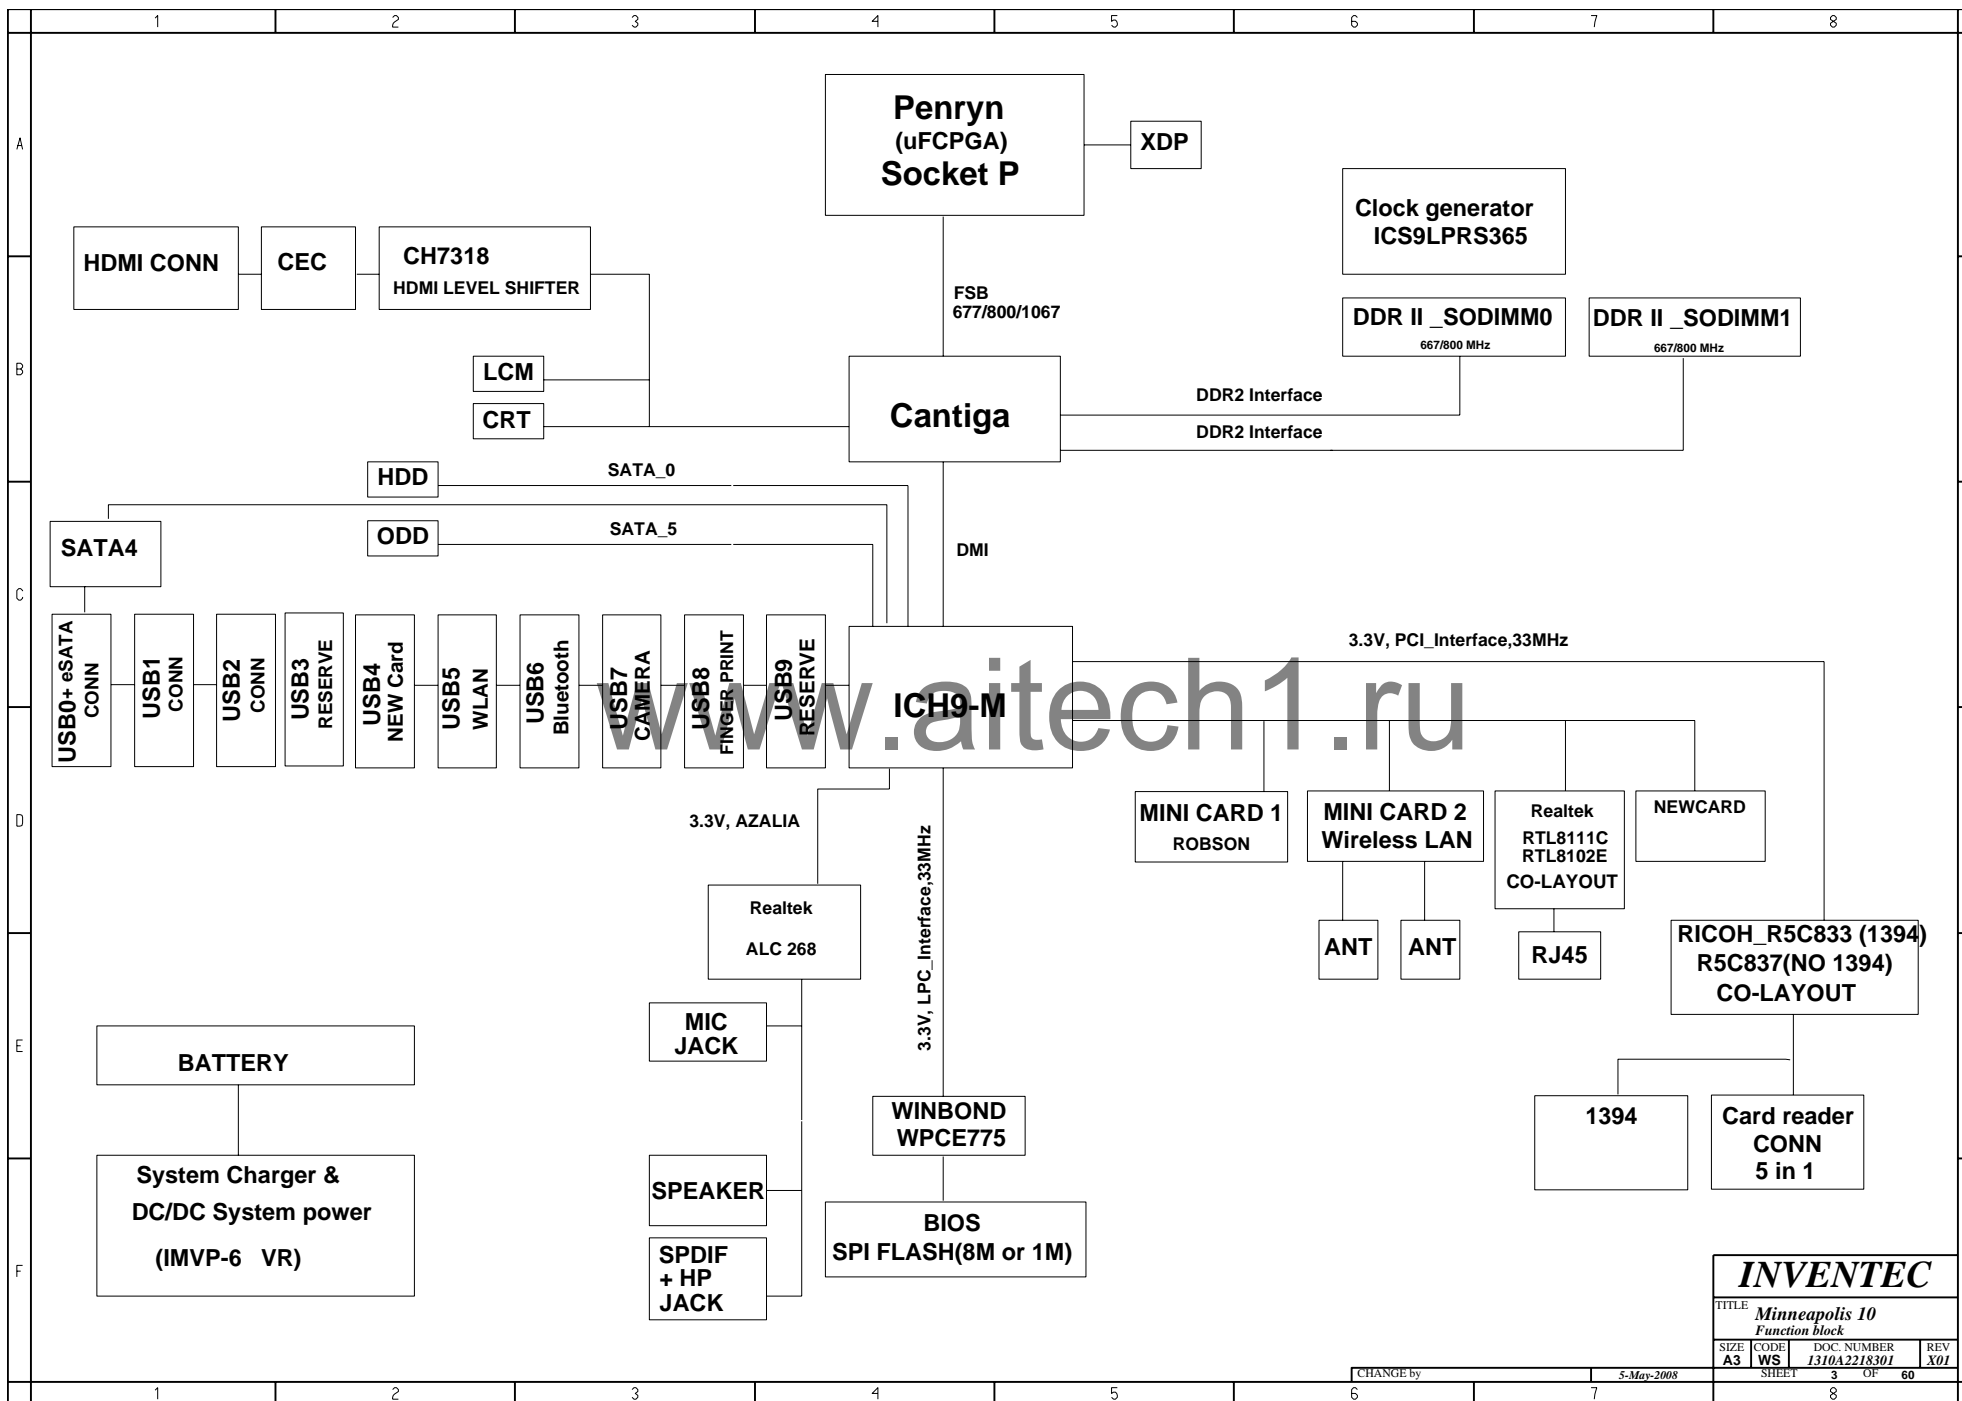 1 2 3 4 5 6 7 8
A
B
C
D
E
F
Penryn
(uFCPGA)
Socket P
XDP
Clock generator
ICS9LPRS365
HDMI CONN
CEC
CH7318
HDMI LEVEL SHIFTER
FSB
677/800/1067
DDR II _SODIMM0
667/800 MHz
DDR II _SODIMM1
667/800 MHz
LCM
CRT
Cantiga
DDR2 Interface
DDR2 Interface
HDD
SATA_0
SATA4
ODD
SATA_5
DMI
USB0+ eSATA
CONN
USB1
CONN
USB2
CONN
USB3
RESERVE
USB4
NEW Card
USB5
WLAN
USB6
Bluetooth
USB7
CAMERA
USB8
FINGER PRINT
USB9
RESERVE
ICH9-M
www.aitech1.ru
3.3V, PCI_Interface,33MHz
3.3V, AZALIA
3.3V, LPC_Interface,33MHz
MINI CARD 1
ROBSON
MINI CARD 2
Wireless LAN
Realtek
RTL8111C
RTL8102E
CO-LAYOUT
NEWCARD
ANT
ANT
RJ45
RICOH_R5C833 (1394)
R5C837(NO 1394)
CO-LAYOUT
Realtek
ALC 268
MIC
JACK
SPEAKER
SPDIF
+ HP
JACK
WINBOND
WPCE775
BIOS
SPI FLASH(8M or 1M)
1394
Card reader
CONN
5 in 1
BATTERY
System Charger &
DC/DC System power
(IMVP-6 VR)
INVENTEC
TITLE
Minneapolis 10
Function block
SIZE CODE DOC. NUMBER REV
A3 WS 1310A2218301 X01
CHANGE by 5-May-2008 SHEET 3 OF 60
1 2 3 4 5 6 7 8